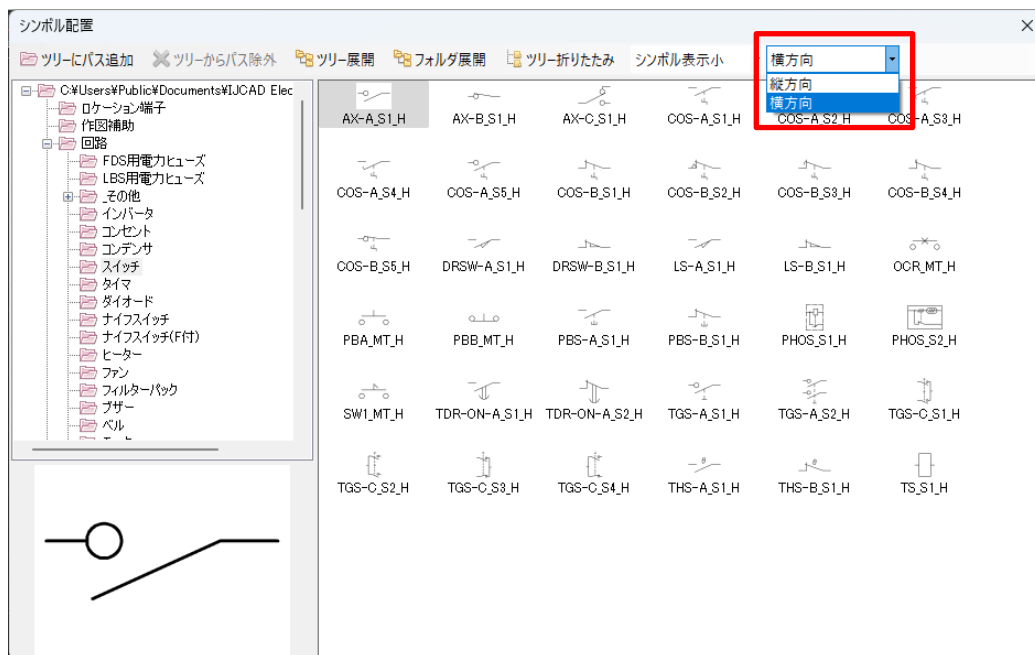 シンボル配置
ツリーにパス追加 ツリーからパス除外 ツリー展開 フォルダ展開 ツリー折りたたみ シンボル表示小 横方向
縦方向
横方向
C:¥Users¥Public¥Documents¥IJCAD Elec
ロケーション端子
作図補助
回路
FDS用電力ヒューズ
LBS用電力ヒューズ
_その他
インバータ
コンセント
コンデンサ
スイッチ
タイマ
ダイオード
ナイフスイッチ
ナイフスイッチ(F付)
ヒーター
ファン
フィルターパック
ブザー
ベル
AX-A_S1_H AX-B_S1_H AX-C_S1_H COS-A_S1_H COS-A_S2_H COS-A_S3_H
COS-A_S4_H COS-A_S5_H COS-B_S1_H COS-B_S2_H COS-B_S3_H COS-B_S4_H
COS-B_S5_H DRSW-A_S1_H DRSW-B_S1_H LS-A_S1_H LS-B_S1_H OCR_MT_H
PBA_MT_H PBB_MT_H PBS-A_S1_H PBS-B_S1_H PHOS_S1_H PHOS_S2_H
SW1_MT_H TDR-ON-A_S1_H TDR-ON-A_S2_H TGS-A_S1_H TGS-A_S2_H TGS-C_S1_H
TGS-C_S2_H TGS-C_S3_H TGS-C_S4_H THS-A_S1_H THS-B_S1_H TS_S1_H